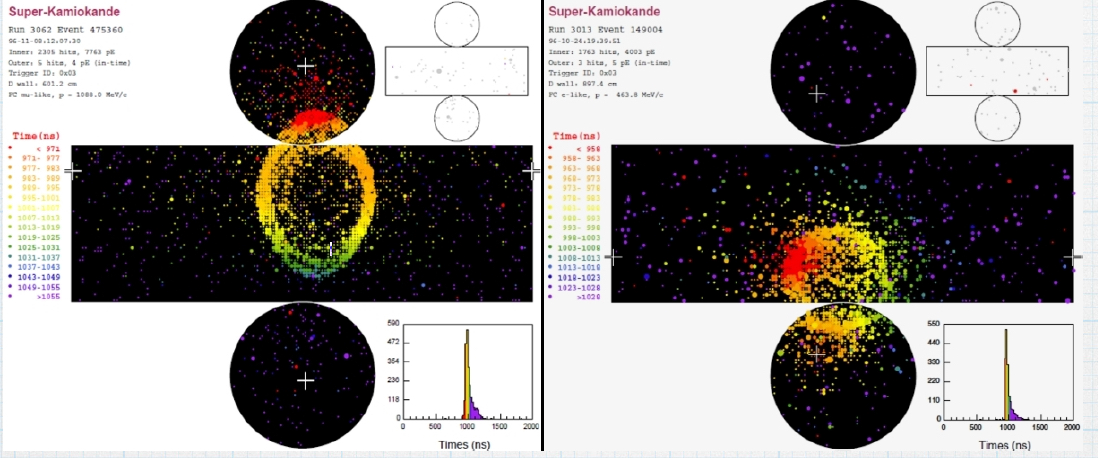 Super-Kamiokande
Run 3062 Event 475360
96-11-08:12:07:30
Inner: 2305 hits, 7763 pE
Outer: 5 hits, 4 pE (in-time)
Trigger ID: 0x03
D wall: 601.2 cm
FC mu-like, p = 1088.0 MeV/c
Time(ns)
< 971
971- 977
977- 983
983- 989
989- 995
995-1001
1001-1007
1007-1013
1013-1019
1019-1025
1025-1031
1031-1037
1037-1043
1043-1049
1049-1055
>1055
590
472
354
236
118
0
0 500 1000 1500 2000
Times (ns)
Super-Kamiokande
Run 3013 Event 149004
Inner: 1763 hits, 4003 pE
Outer: 3 hits, 5 pE (in-time)
Trigger ID: 0x03
D wall: 887.4 cm
FC e-like, p = 463.8 MeV/c
Time(ns)
< 958
958- 963
963- 968
968- 973
973- 978
978- 983
983- 988
988- 993
993- 998
998-1003
1003-1008
1008-1013
1013-1018
1018-1023
1023-1028
>1028
550
440
330
220
110
0
0 500 1000 1500 2000
Times (ns)